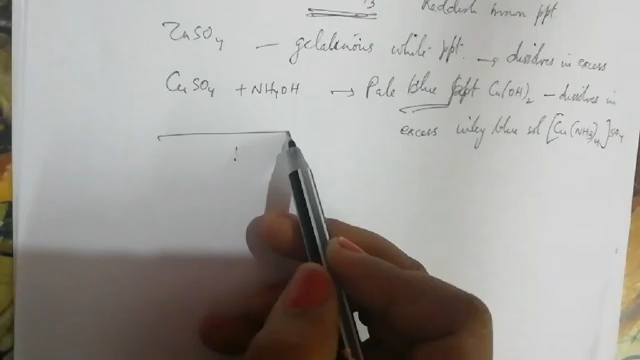 Reddish brown ppt
ZnSO4 — gelatenous white ppt. → dissolves in excess
CuSO4 + NH4OH → Pale blue ppt Cu(OH)2 — dissolves in
excess inky blue sol [Cu(NH3)4]SO4